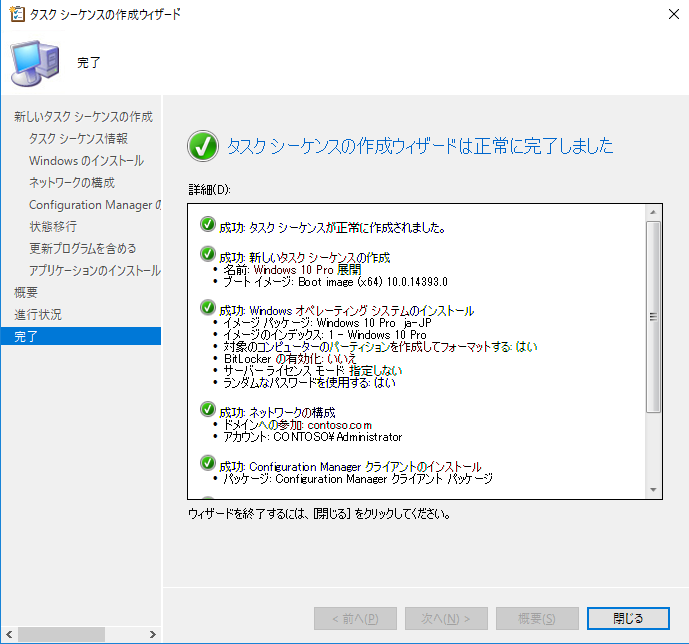 タスク シーケンスの作成ウィザード
完了
新しいタスク シーケンスの作成
タスク シーケンス情報
Windows のインストール
ネットワークの構成
Configuration Manager の
状態移行
更新プログラムを含める
アプリケーションのインストール
概要
進行状況
完了
タスク シーケンスの作成ウィザードは正常に完了しました
詳細(D):
成功: タスク シーケンスが正常に作成されました。
成功: 新しいタスク シーケンスの作成
• 名前: Windows 10 Pro 展開
• ブート イメージ: Boot image (x64) 10.0.14393.0
成功: Windows オペレーティング システムのインストール
• イメージ パッケージ: Windows 10 Pro ja-JP
• イメージのインデックス: 1 - Windows 10 Pro
• 対象のコンピューターのパーティションを作成してフォーマットする: はい
• BitLocker の有効化: いいえ
• サーバー ライセンス モード: 指定しない
• ランダムなパスワードを使用する: はい
成功: ネットワークの構成
• ドメインへの参加: contoso.com
• アカウント: CONTOSO¥Administrator
成功: Configuration Manager クライアントのインストール
• パッケージ: Configuration Manager クライアント パッケージ
ウィザードを終了するには、[閉じる] をクリックしてください。
< 前へ(P)
次へ(N) >
概要(S)
閉じる